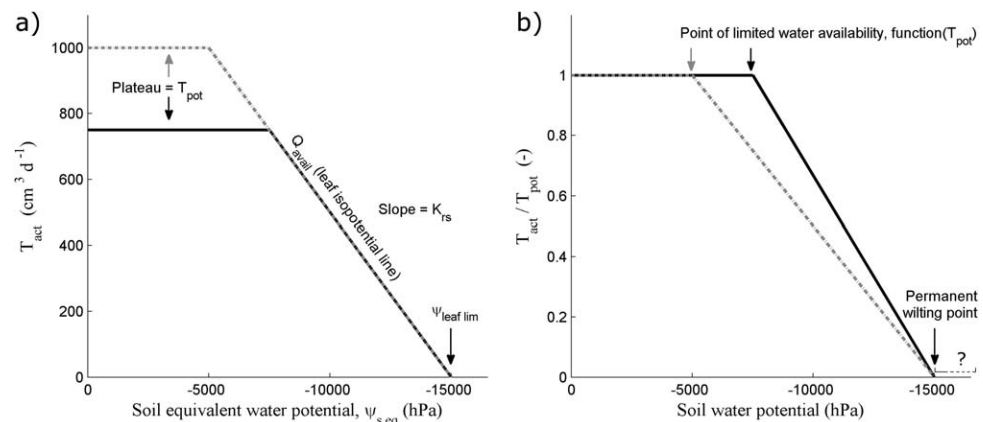 a)
1000
800
600
400
200
0
T_act (cm³ d⁻¹)
Plateau = T_pot
Q_avail (leaf isopotential line)
Slope = K_rs
Ψ_leaf lim
0 -5000 -10000 -15000
Soil equivalent water potential, ψ_s eq (hPa)
b)
Point of limited water availability, function(T_pot)
1
0.8
0.6
0.4
0.2
0
T_act / T_pot (-)
Permanent
wilting point
?
0 -5000 -10000 -15000
Soil water potential (hPa)